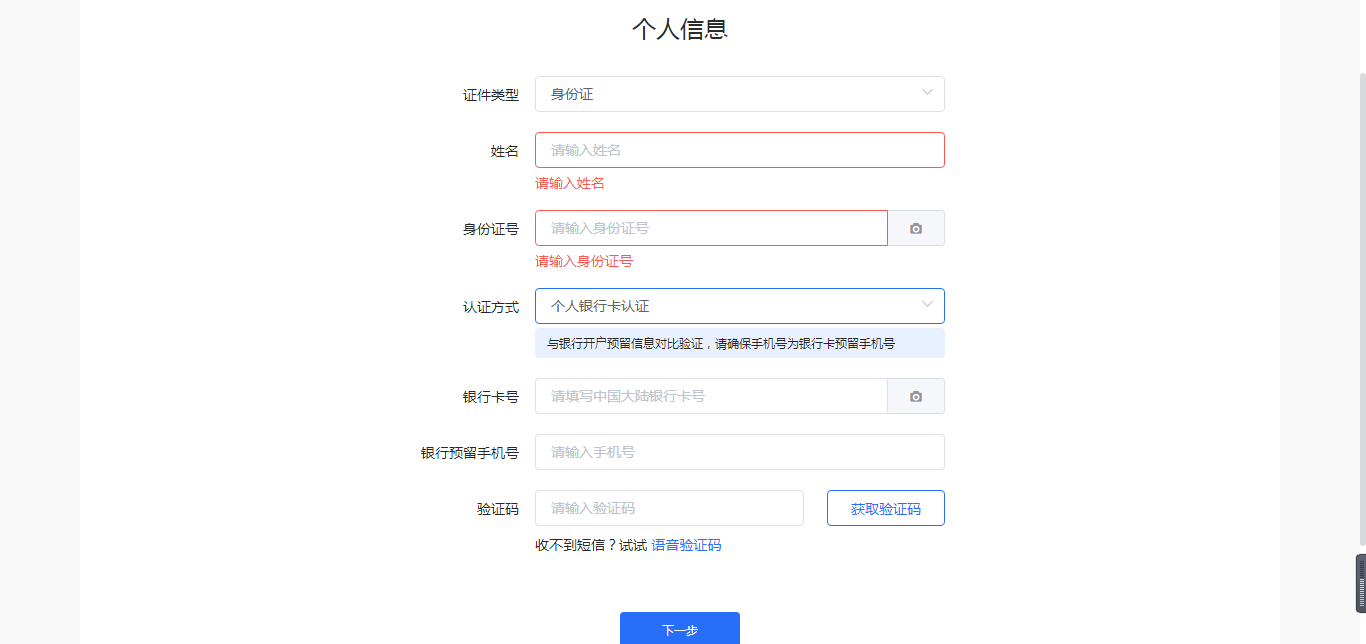 个人信息
证件类型 身份证
姓名 请输入姓名
请输入姓名
身份证号 请输入身份证号
请输入身份证号
认证方式 个人银行卡认证
与银行开户预留信息对比验证，请确保手机号为银行卡预留手机号
银行卡号 请填写中国大陆银行卡号
银行预留手机号 请输入手机号
验证码 请输入验证码 获取验证码
收不到短信？试试 语音验证码
下一步